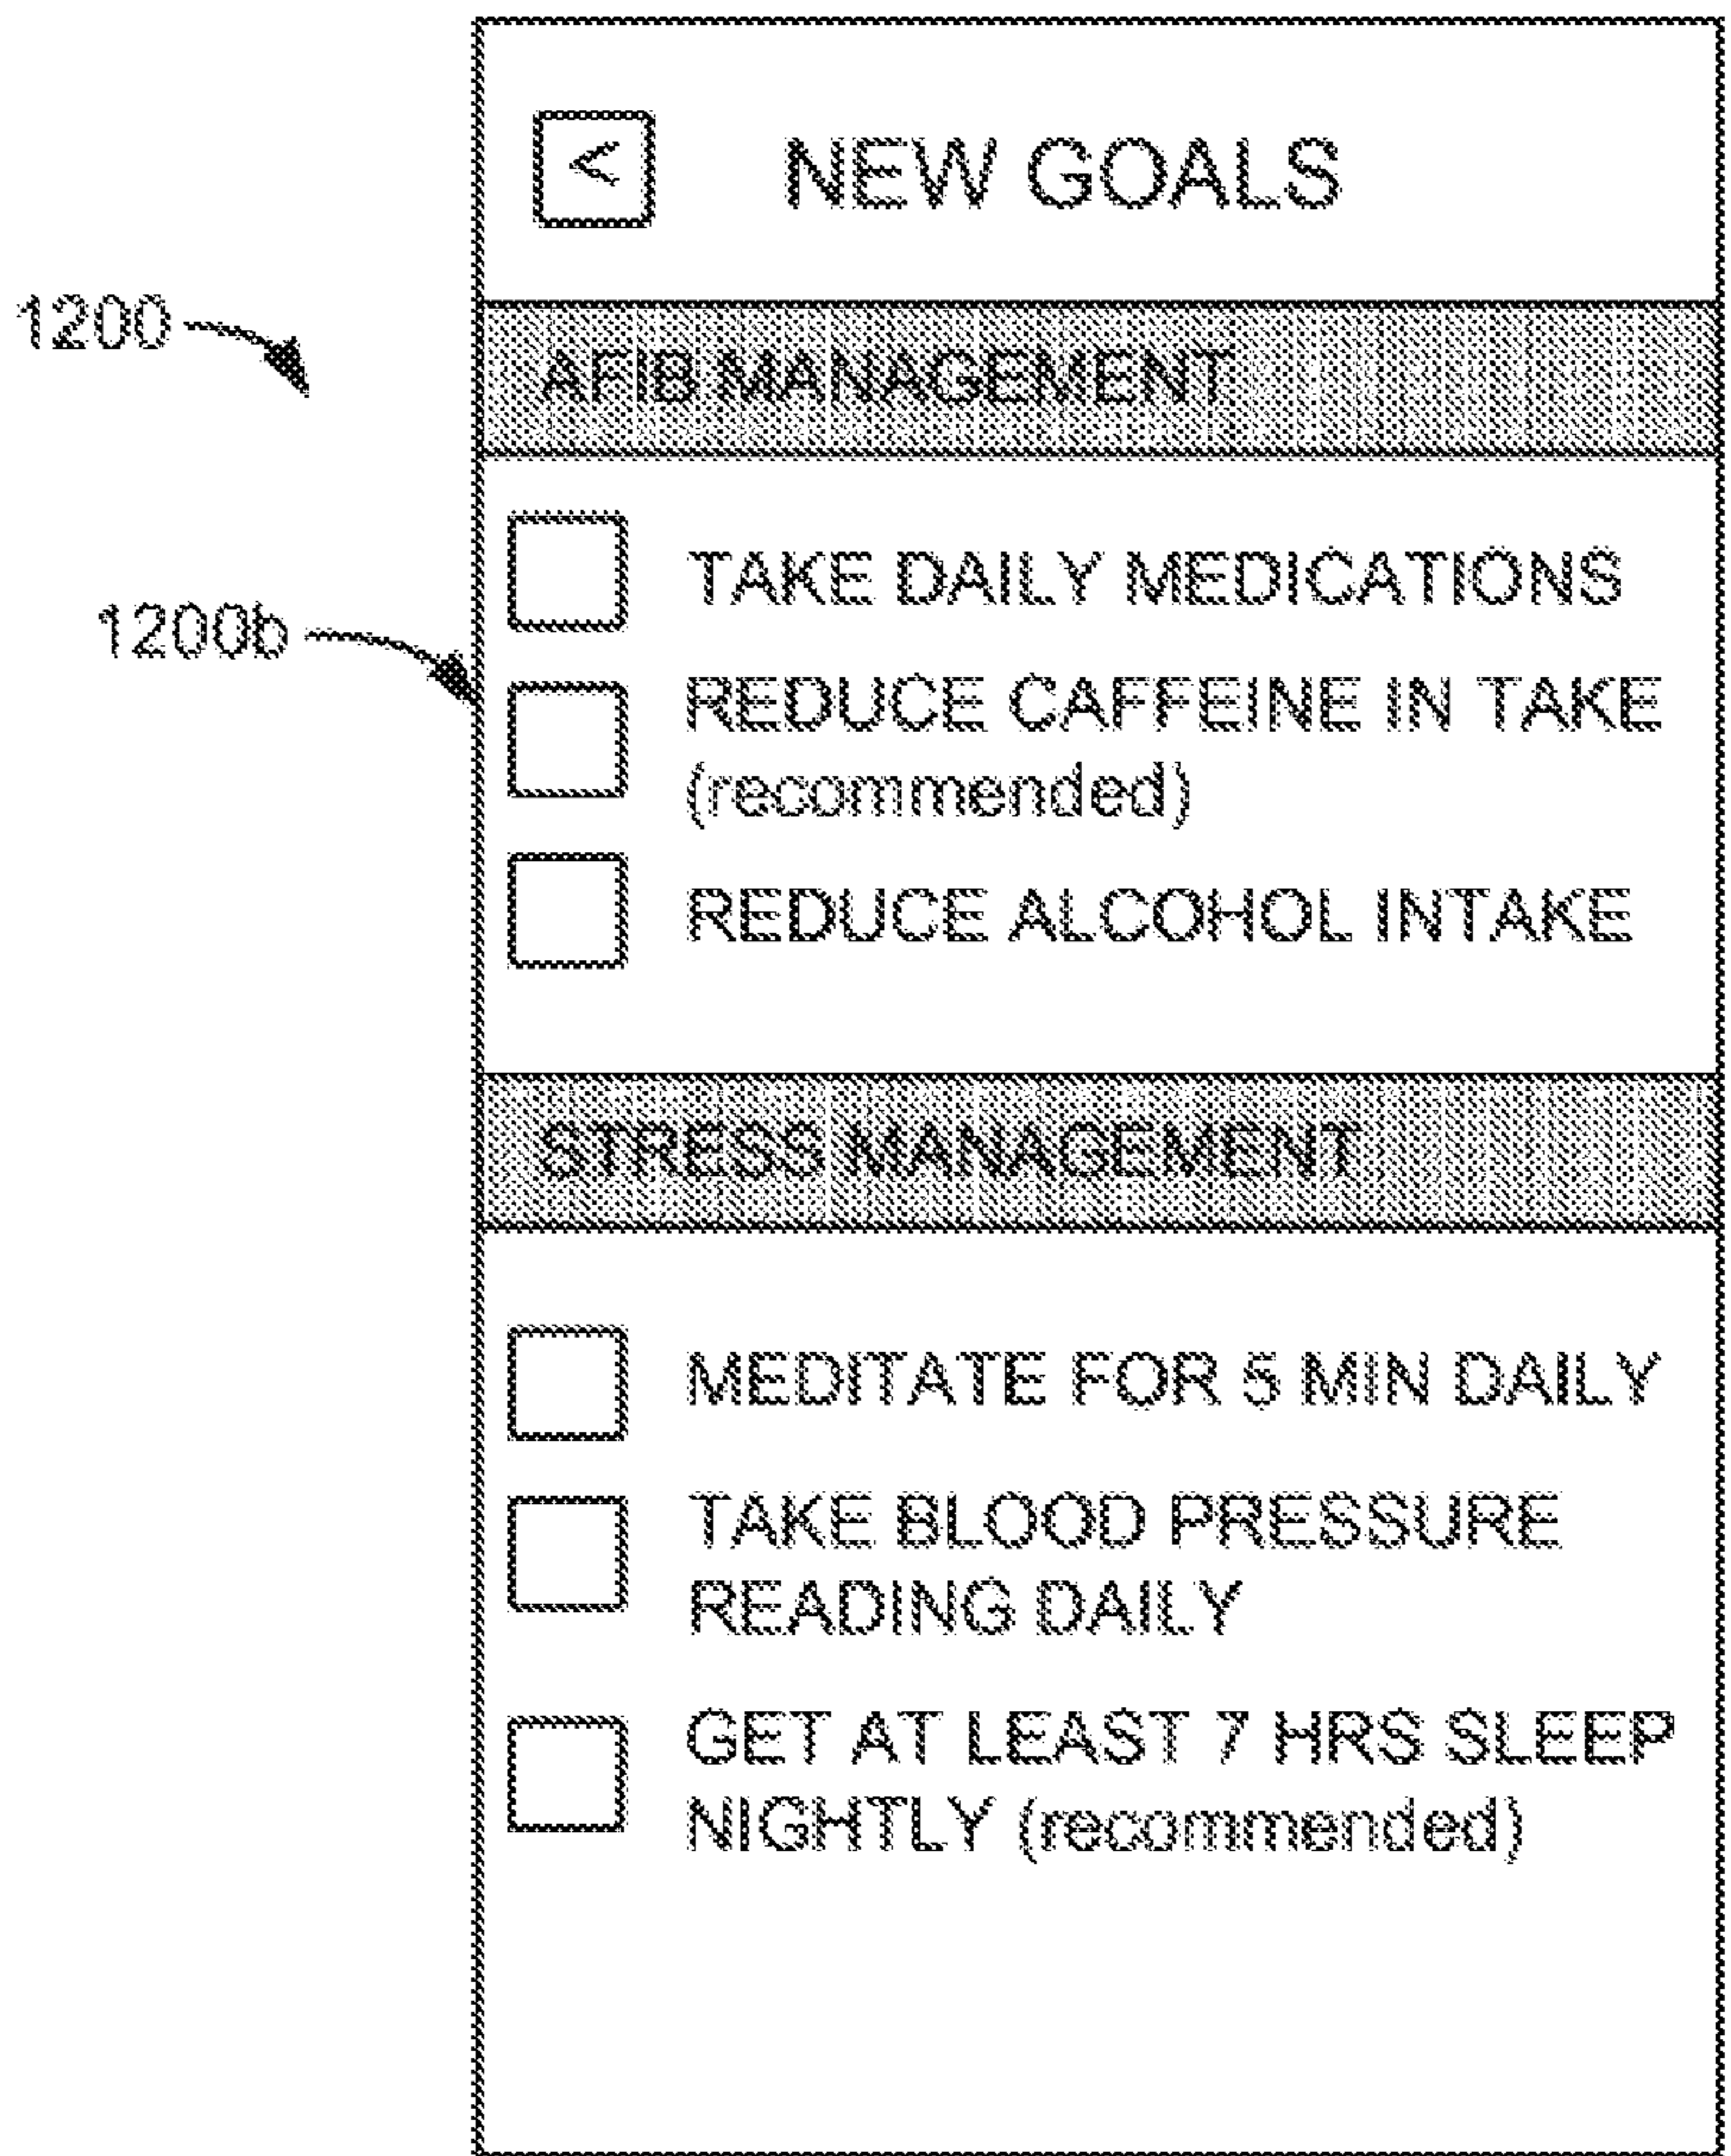 < NEW GOALS
1200
AFIB MANAGEMENT
TAKE DAILY MEDICATIONS
1200b
REDUCE CAFFEINE IN TAKE
(recommended)
REDUCE ALCOHOL INTAKE
STRESS MANAGEMENT
MEDITATE FOR 5 MIN DAILY
TAKE BLOOD PRESSURE
READING DAILY
GET AT LEAST 7 HRS SLEEP
NIGHTLY (recommended)